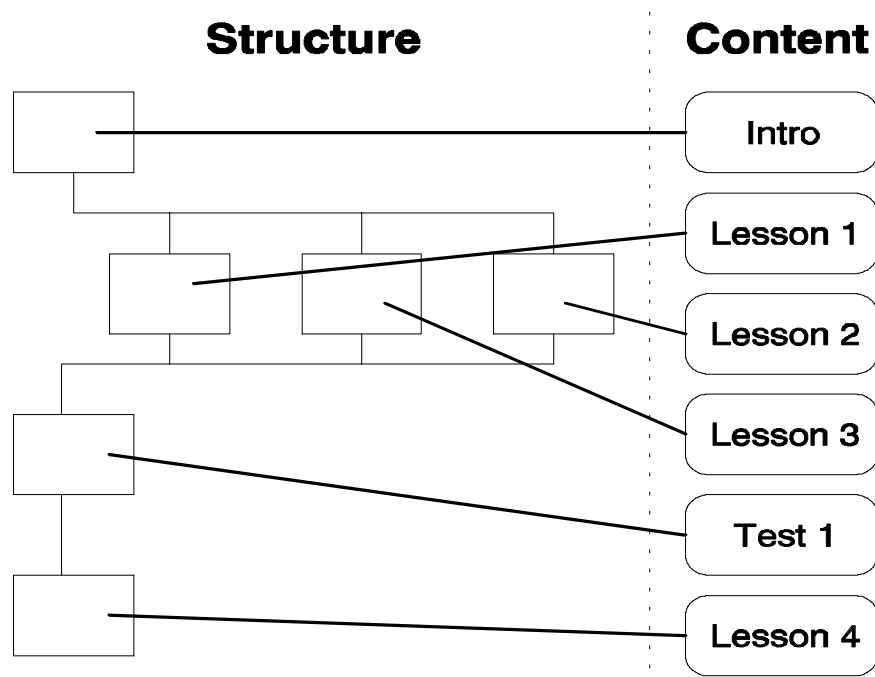 Structure
Content
Intro
Lesson 1
Lesson 2
Lesson 3
Test 1
Lesson 4